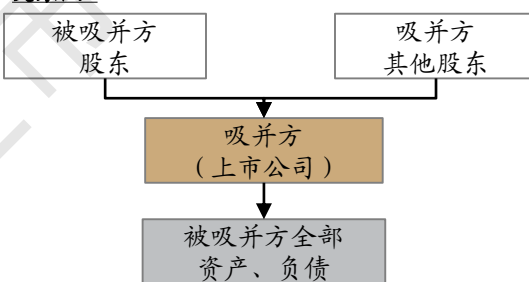 被吸并方
股东
吸并方
其他股东
吸并方
（上市公司）
被吸并方全部
资产、负债